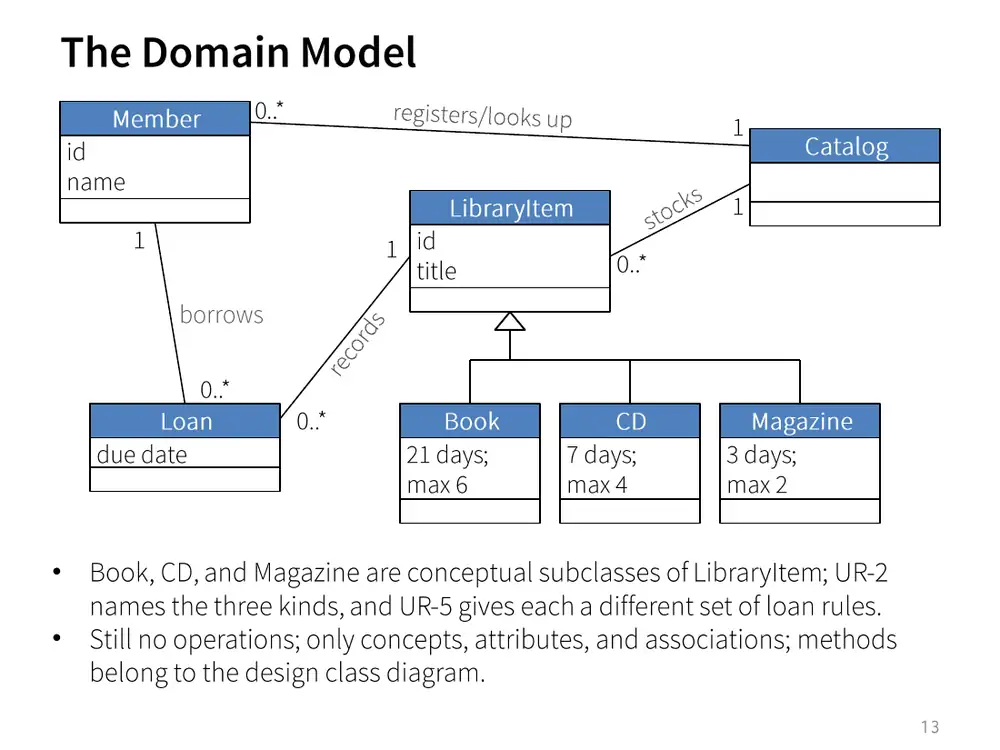 The Domain Model
Member
id
name
0..*
registers/looks up
1
Catalog
1
stocks
0..*
LibraryItem
id
title
1
records
0..*
1
borrows
0..*
Loan
due date
Book
21 days;
max 6
CD
7 days;
max 4
Magazine
3 days;
max 2
• Book, CD, and Magazine are conceptual subclasses of LibraryItem; UR-2
names the three kinds, and UR-5 gives each a different set of loan rules.
• Still no operations; only concepts, attributes, and associations; methods
belong to the design class diagram.
13